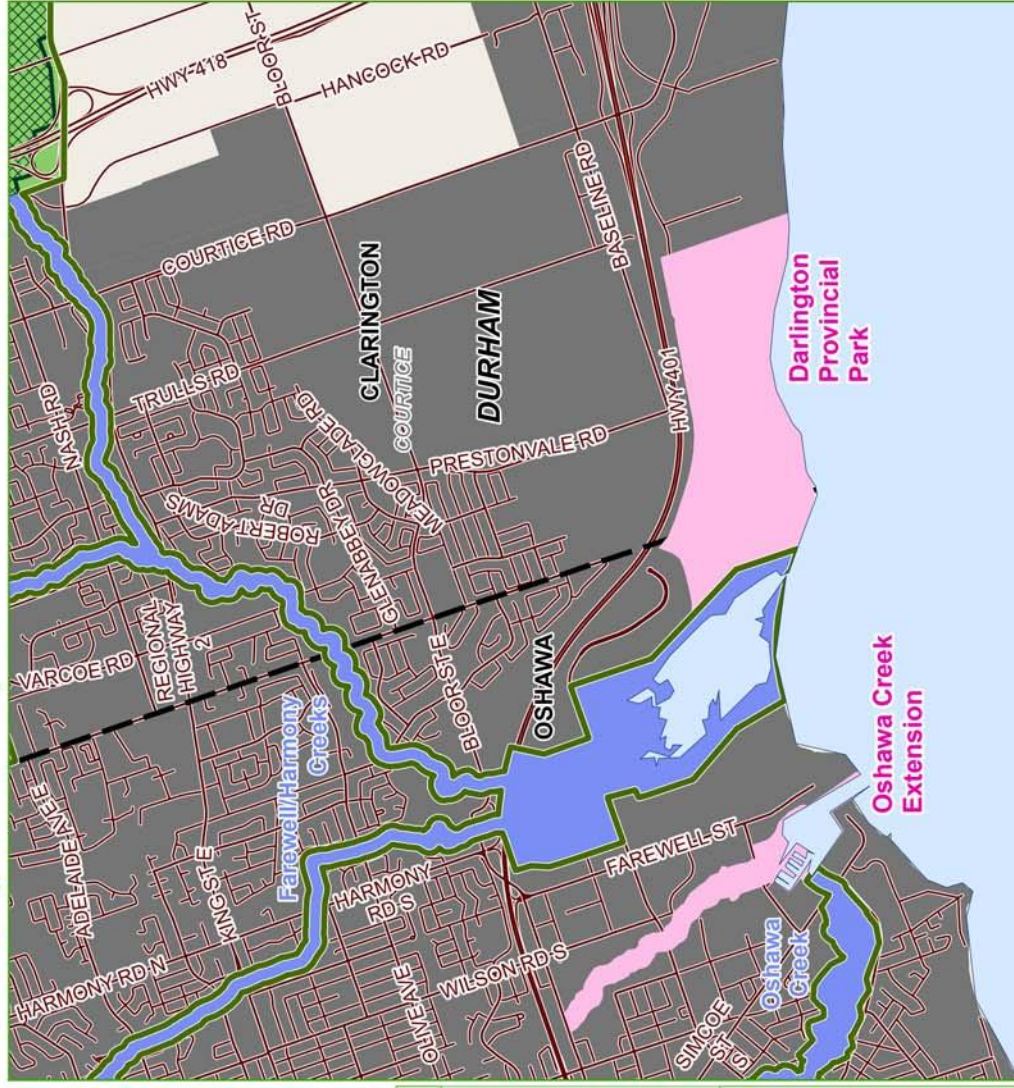 HWY 418
BLOOR ST
HANCOCK RD
COURTICE RD
BASELINE RD
NASH RD
TRULLS RD
CLARINGTON
COURTICE
DURHAM
MEADOWGLADE RD
PRESTONVALE RD
HWY 401
Darlington
Provincial
Park
ROBERT ADAMS
DR
GLENABBEY DR
VARCOE RD
REGIONAL
HIGHWAY
2
BLOOR ST E
OSHAWA
ADELAIDE AVE E
KING ST E
Farewell/Harmony
Creeks
HARMONY
RD S
HARMONY RD N
OLIVE AVE
WILSON RD S
FAREWELL ST
Oshawa Creek
Extension
SIMCOE
ST
S
Oshawa
Creek